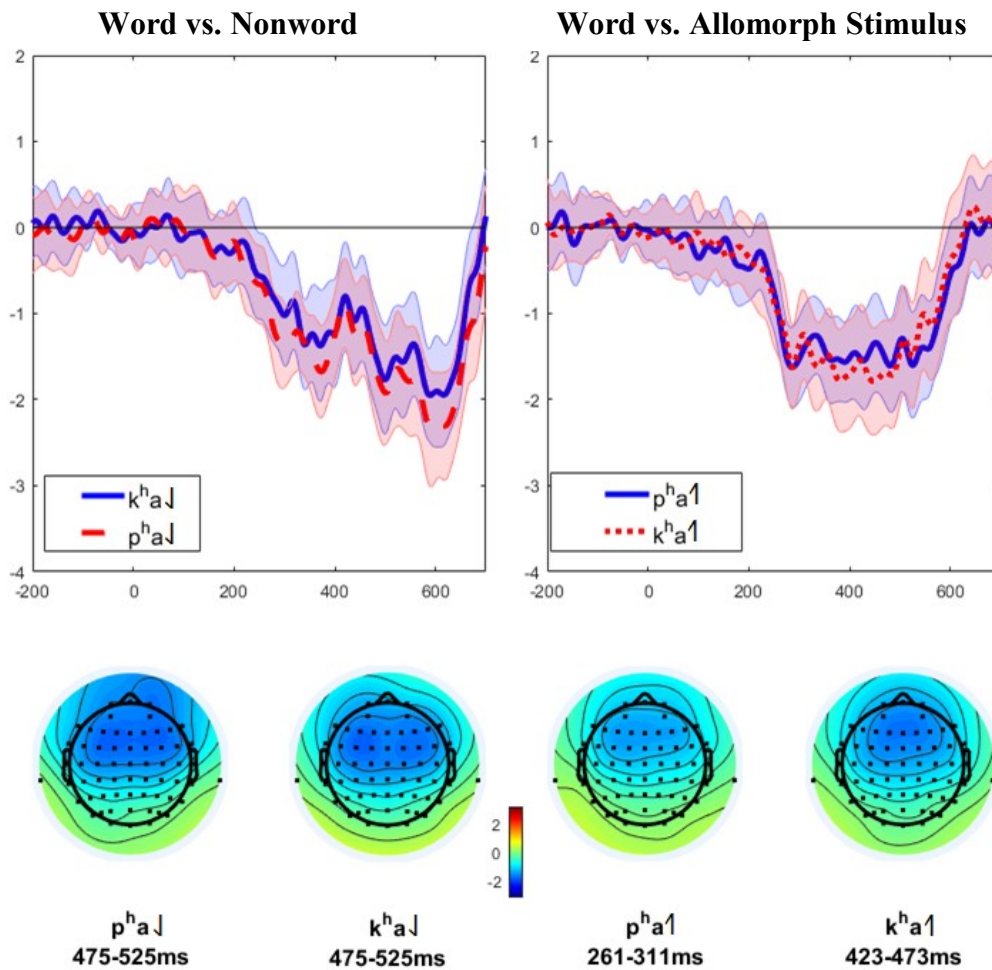 Word vs. Nonword
Word vs. Allomorph Stimulus
2
1
0
-1
-2
-3
-4
kʰa˥˩
pʰa˥˩
-200 0 200 400 600
2
1
0
-1
-2
-3
-4
pʰa˧˥
kʰa˧˥
-200 0 200 400 600
2
0
-2
pʰa˥˩
475-525ms
kʰa˥˩
475-525ms
pʰa˧˥
261-311ms
kʰa˧˥
423-473ms